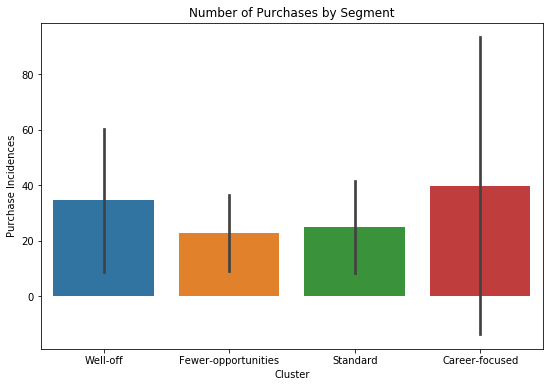 Number of Purchases by Segment
Purchase Incidences
80
60
40
20
0
Well-off Fewer-opportunities Standard Career-focused
Cluster